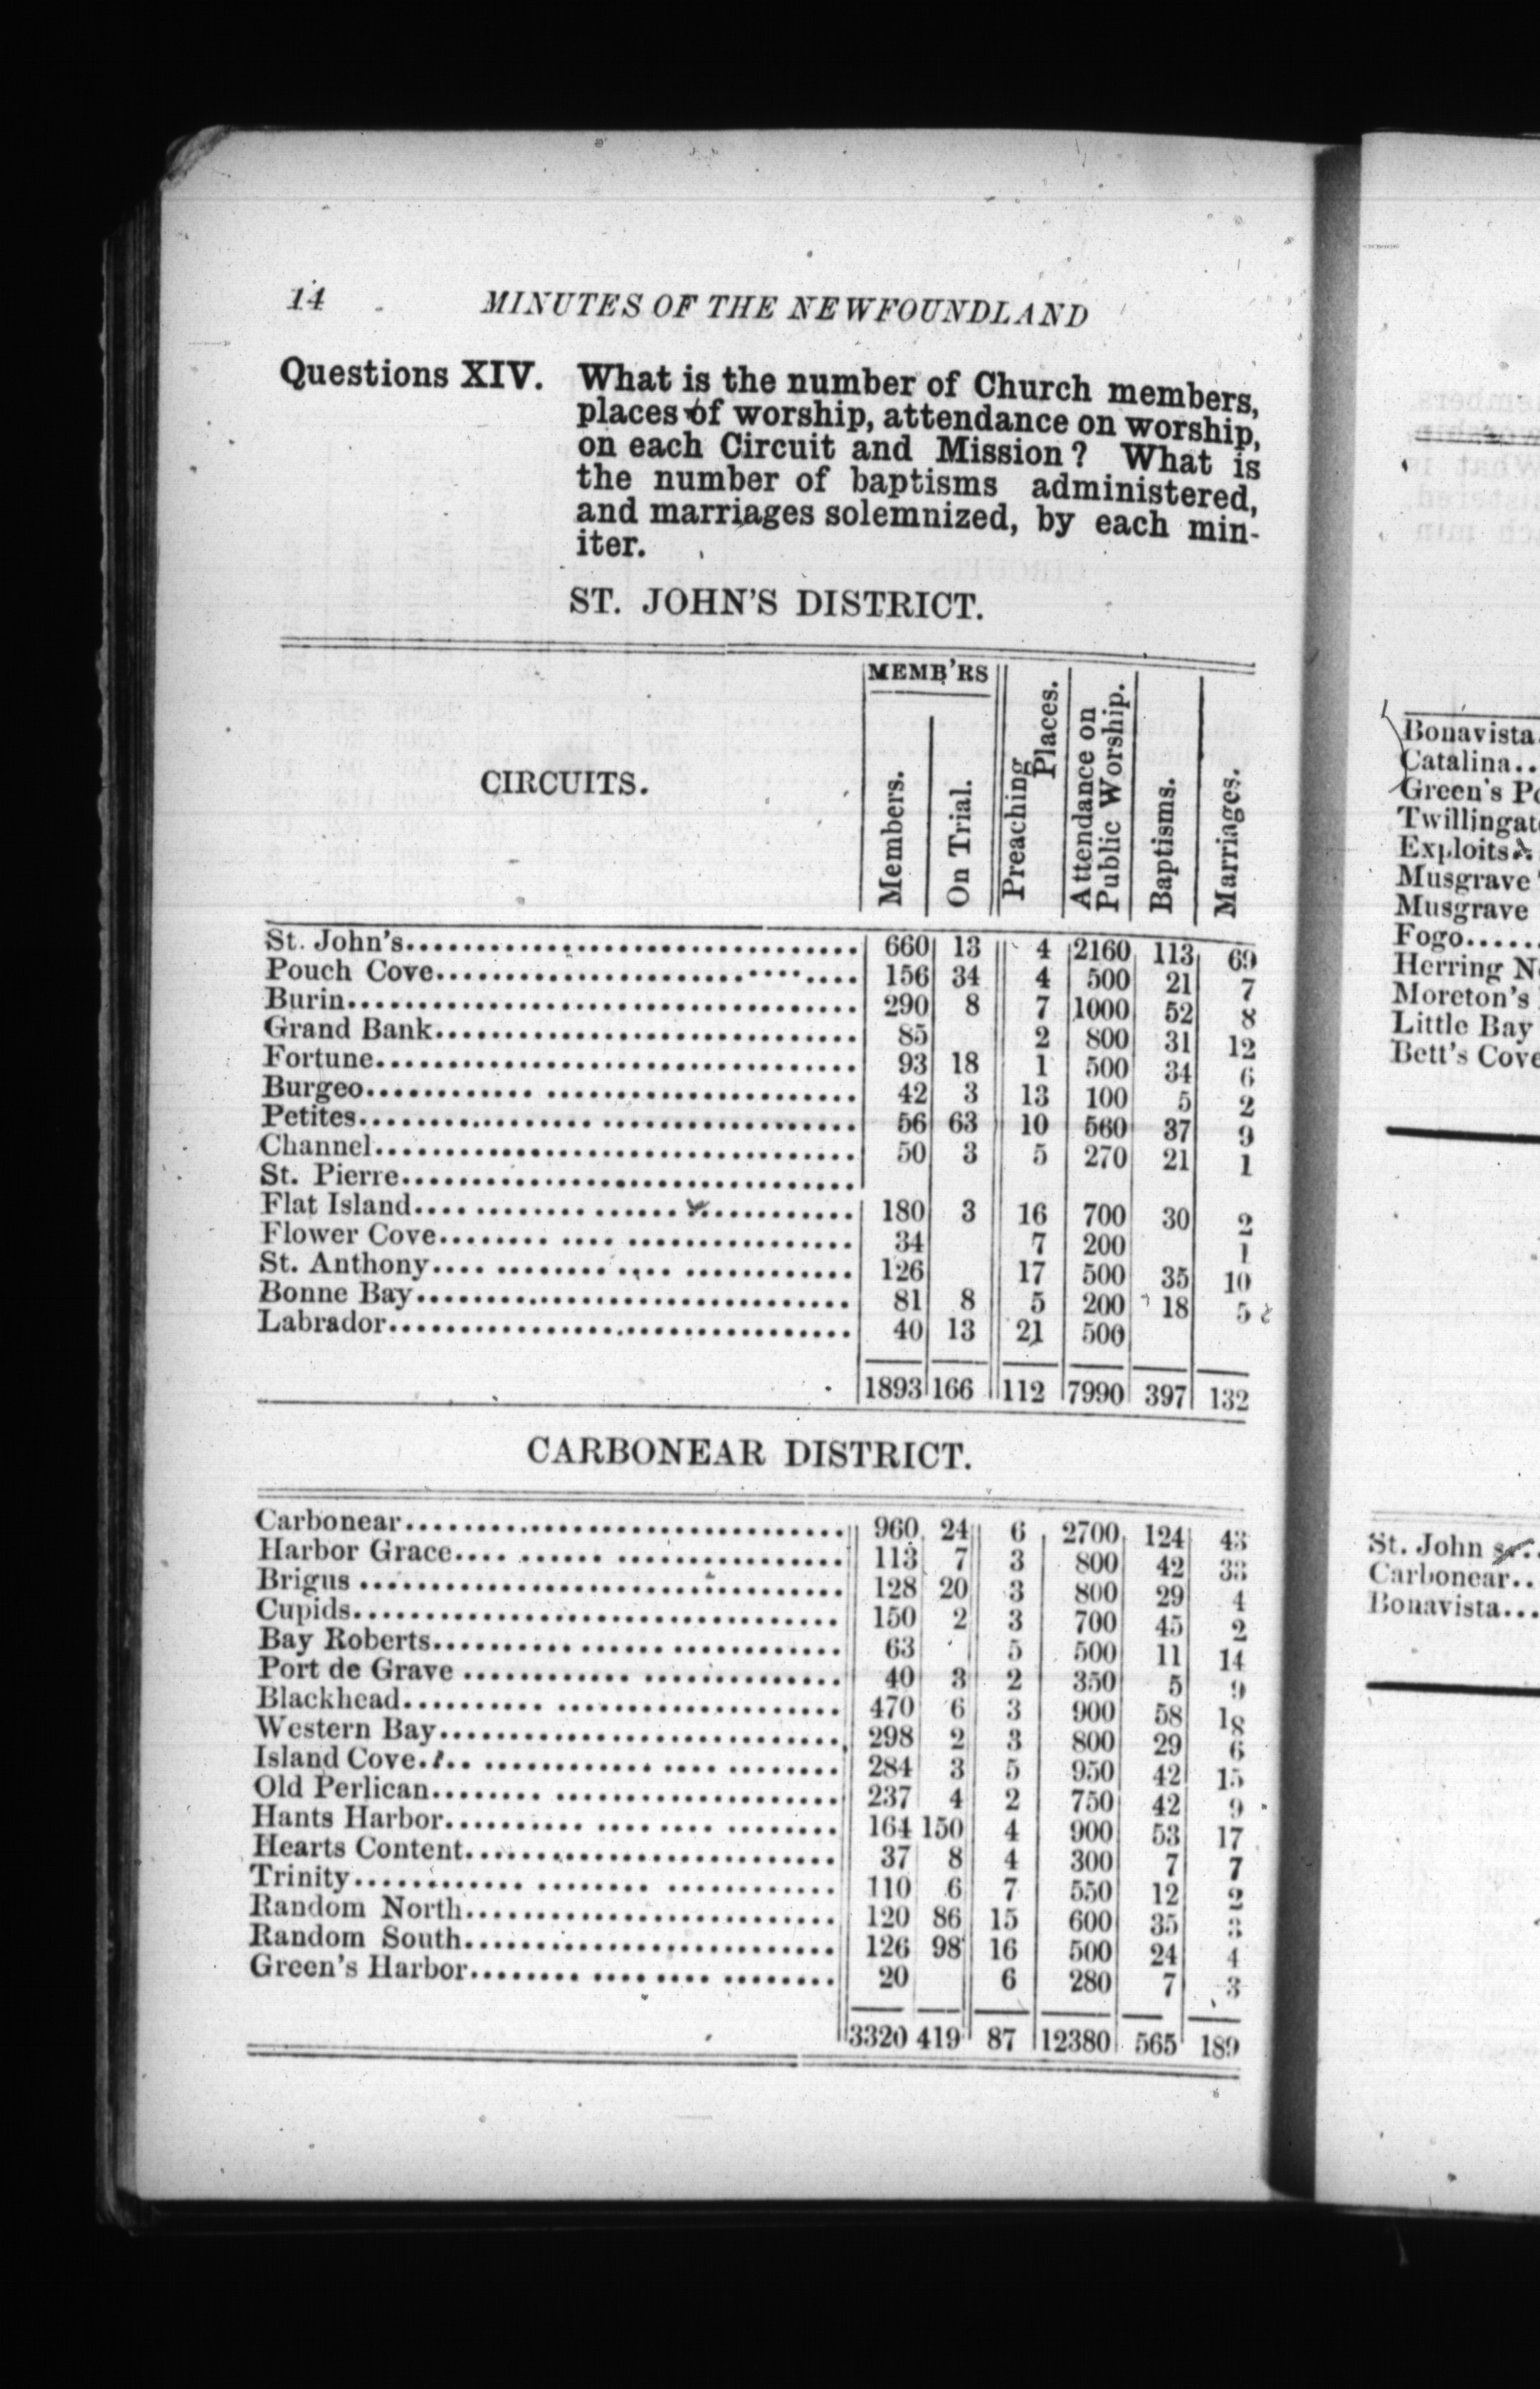 14 MINUTES OF THE NEWFOUNDLAND
Questions XIV. What is the number of Church members,
places of worship, attendance on worship,
on each Circuit and Mission? What is
the number of baptisms administered,
and marriages solemnized, by each min-
iter.
ST. JOHN'S DISTRICT.
CIRCUITS. MEMB'RS Members. On Trial. Preaching Places. Attendance on Public Worship. Baptisms. Marriages.
St. John's 660 13 4 2160 113 69
Pouch Cove 156 34 4 500 21 7
Burin 290 8 7 1000 52 8
Grand Bank 85 2 800 31 12
Fortune 93 18 1 500 34 6
Burgeo 42 3 13 100 5 2
Petites 56 63 10 560 37 9
Channel 50 3 5 270 21 1
St. Pierre
Flat Island 180 3 16 700 30 2
Flower Cove 34 7 200 1
St. Anthony 126 17 500 35 10
Bonne Bay 81 8 5 200 18 5
Labrador 40 13 21 500
1893 166 112 7990 397 132
CARBONEAR DISTRICT.
Carbonear 960 24 6 2700 124 43
Harbor Grace 113 7 3 800 42 33
Brigus 128 20 3 800 29 4
Cupids 150 2 3 700 45 2
Bay Roberts 63 5 500 11 14
Port de Grave 40 3 2 350 5 9
Blackhead 470 6 3 900 58 18
Western Bay 298 2 3 800 29 6
Island Cove 284 3 5 950 42 15
Old Perlican 237 4 2 750 42 9
Hants Harbor 164 150 4 900 53 17
Hearts Content 37 8 4 300 7 7
Trinity 110 6 7 550 12 2
Random North 120 86 15 600 35 3
Random South 126 98 16 500 24 4
Green's Harbor 20 6 280 7 3
3320 419 87 12380 565 189
Bonavista
Catalina..
Green's Po
Twillingat
Exploits
Musgrave
Musgrave
Fogo.....
Herring N
Moreton's
Little Bay
Bett's Cove
St. John s
Carbonear..
Bonavista...